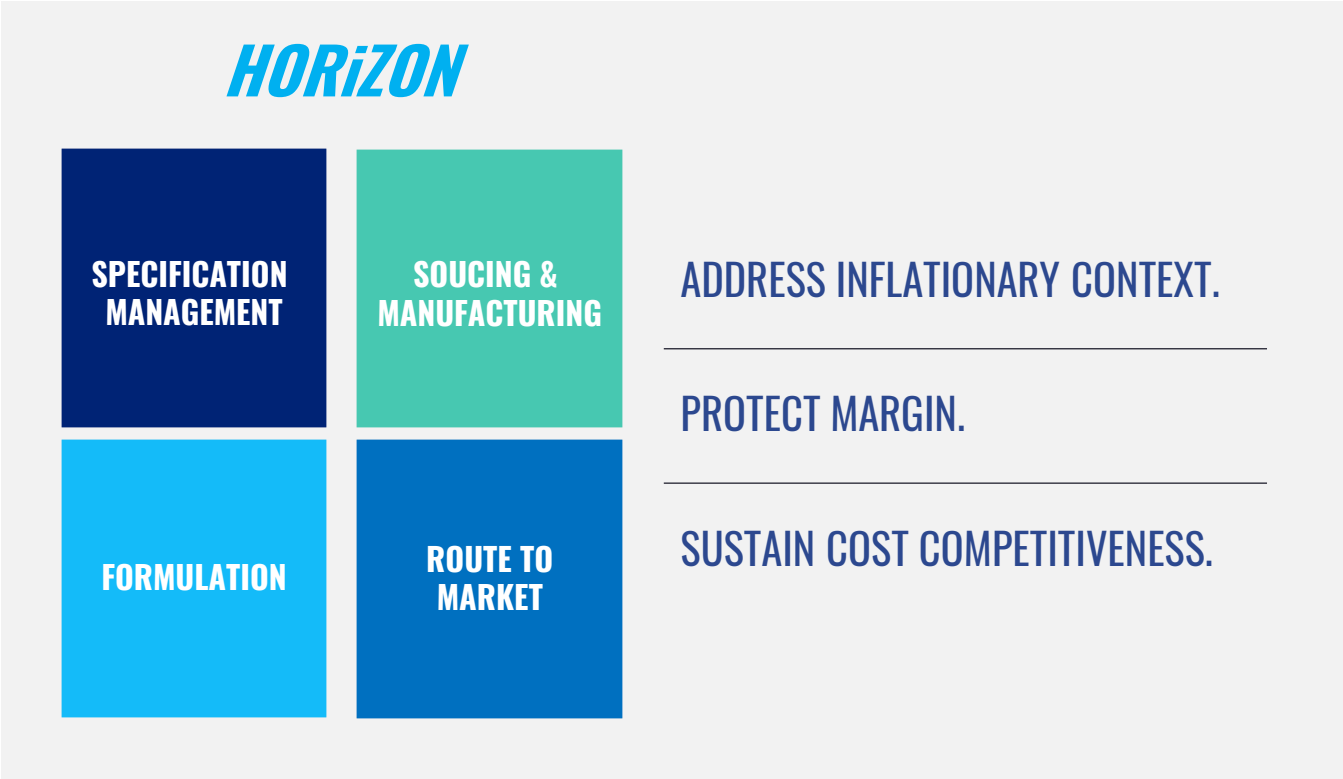 HORiZON
SPECIFICATION
MANAGEMENT
SOUCING &
MANUFACTURING
FORMULATION
ROUTE TO
MARKET
ADDRESS INFLATIONARY CONTEXT.
PROTECT MARGIN.
SUSTAIN COST COMPETITIVENESS.